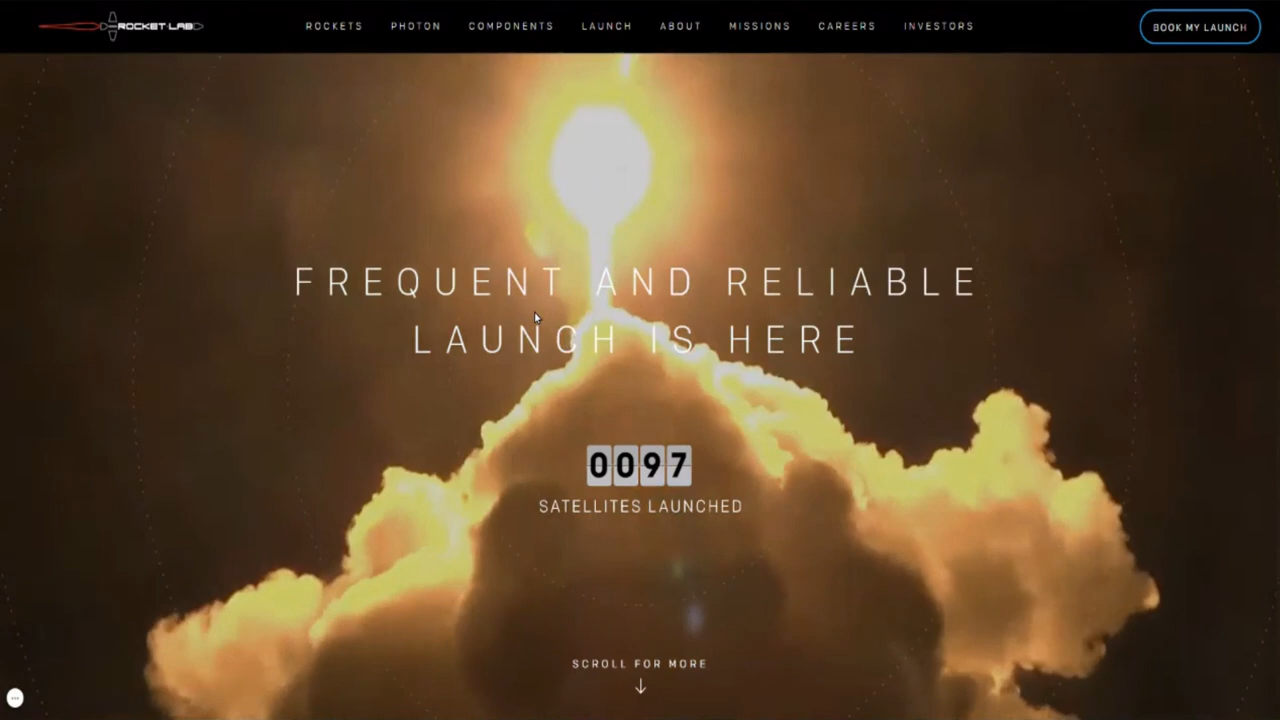 ROCKET LAB
ROCKETS
PHOTON
COMPONENTS
LAUNCH
ABOUT
MISSIONS
CAREERS
INVESTORS
BOOK MY LAUNCH
FREQUENT AND RELIABLE
LAUNCH IS HERE
0097
SATELLITES LAUNCHED
SCROLL FOR MORE